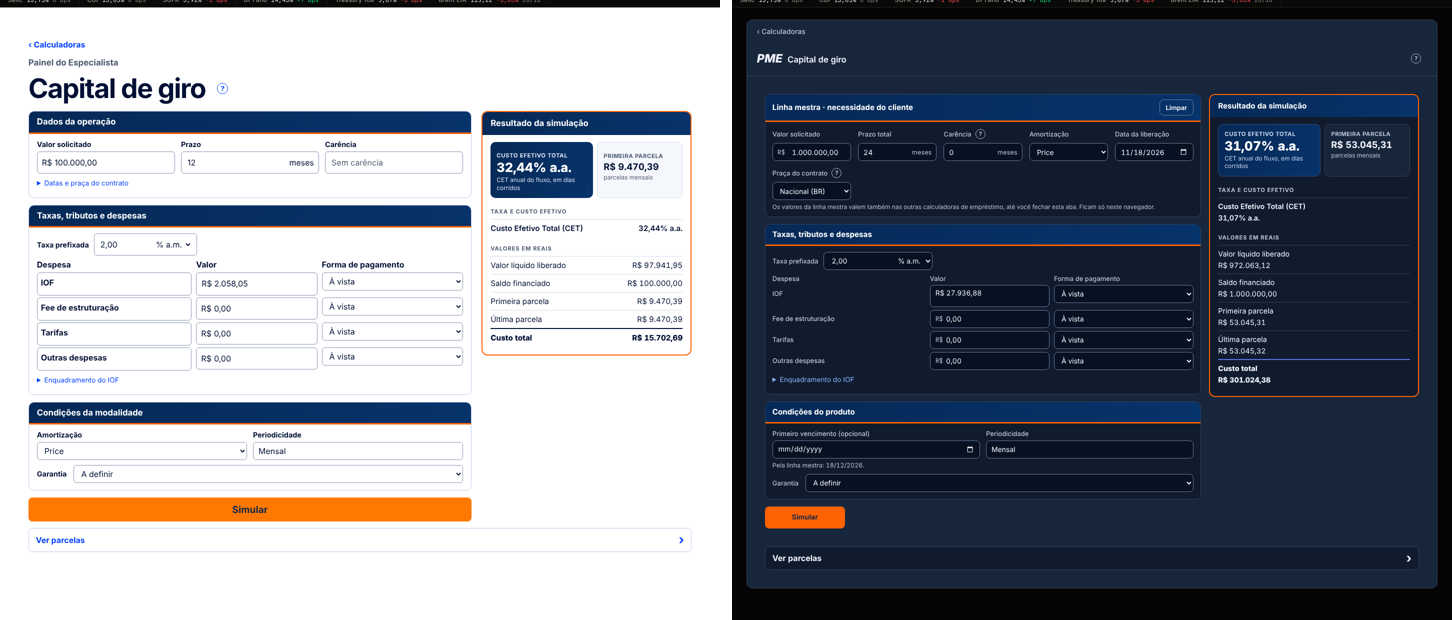 ‹ Calculadoras
Painel do Especialista
Capital de giro ?
Dados da operação
Valor solicitado Prazo Carência
R$ 100.000,00 12 meses Sem carência
Datas e praça do contrato
Taxas, tributos e despesas
Taxa prefixada 2,00 % a.m.
Despesa Valor Forma de pagamento
IOF R$ 2.058,05 À vista
Fee de estruturação R$ 0,00 À vista
Tarifas R$ 0,00 À vista
Outras despesas R$ 0,00 À vista
Enquadramento do IOF
Condições da modalidade
Amortização Periodicidade
Price Mensal
Garantia A definir
Simular
Ver parcelas
Resultado da simulação
CUSTO EFETIVO TOTAL
32,44% a.a.
CET anual do fluxo, em dias
corridos
PRIMEIRA PARCELA
R$ 9.470,39
parcelas mensais
TAXA E CUSTO EFETIVO
Custo Efetivo Total (CET) 32,44% a.a.
VALORES EM REAIS
Valor líquido liberado R$ 97.941,95
Saldo financiado R$ 100.000,00
Primeira parcela R$ 9.470,39
Última parcela R$ 9.470,39
Custo total R$ 15.702,69
‹ Calculadoras
PME Capital de giro ?
Linha mestra · necessidade do cliente Limpar
Valor solicitado Prazo total Carência ? Amortização Data da liberação
R$ 1.000.000,00 24 meses 0 meses Price 11/18/2026
Praça do contrato ?
Nacional (BR)
Os valores da linha mestra valem também nas outras calculadoras de empréstimo, até você fechar esta aba. Ficam só neste navegador.
Taxas, tributos e despesas
Taxa prefixada 2,00 % a.m.
Despesa Valor Forma de pagamento
IOF R$ 27.936,88 À vista
Fee de estruturação R$ 0,00 À vista
Tarifas R$ 0,00 À vista
Outras despesas R$ 0,00 À vista
Enquadramento do IOF
Condições do produto
Primeiro vencimento (opcional) Periodicidade
mm/dd/yyyy Mensal
Pela linha mestra: 18/12/2026.
Garantia A definir
Simular
Ver parcelas
Resultado da simulação
CUSTO EFETIVO TOTAL
31,07% a.a.
CET anual do fluxo, em dias
corridos
PRIMEIRA PARCELA
R$ 53.045,31
parcelas mensais
TAXA E CUSTO EFETIVO
Custo Efetivo Total (CET)
31,07% a.a.
VALORES EM REAIS
Valor líquido liberado
R$ 972.063,12
Saldo financiado
R$ 1.000.000,00
Primeira parcela
R$ 53.045,31
Última parcela
R$ 53.045,32
Custo total
R$ 301.024,38